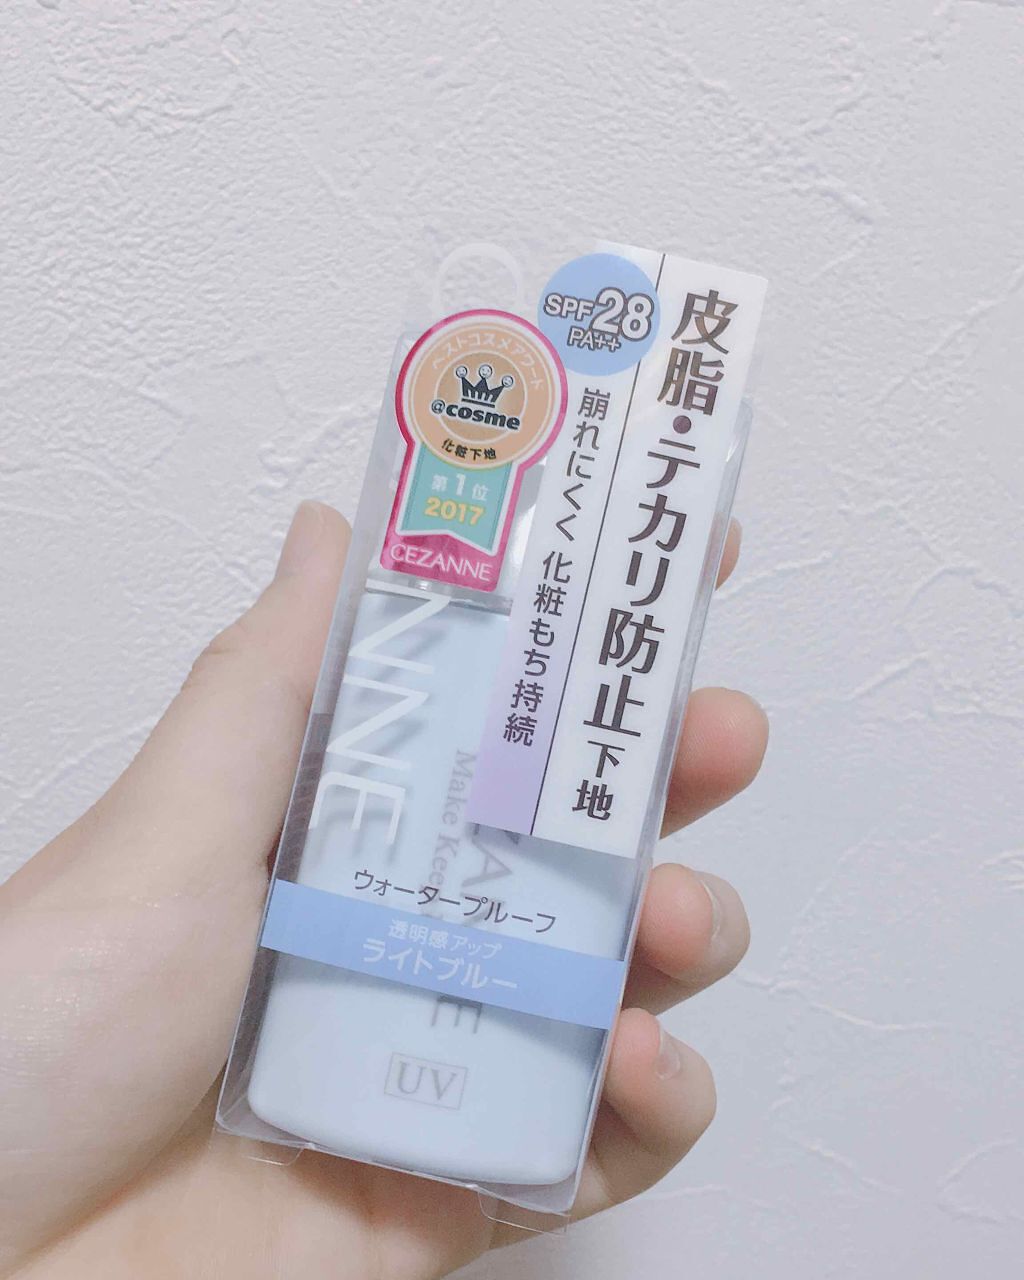 SPF28
PA++
皮脂・テカリ防止下地
崩れにくく 化粧もち持続
ベストコスメアワード
@cosme
化粧下地
第1位
2017
CEZANNE
NNE
Make Kee
ウォータープルーフ
透明感アップ
ライトブルー
UV